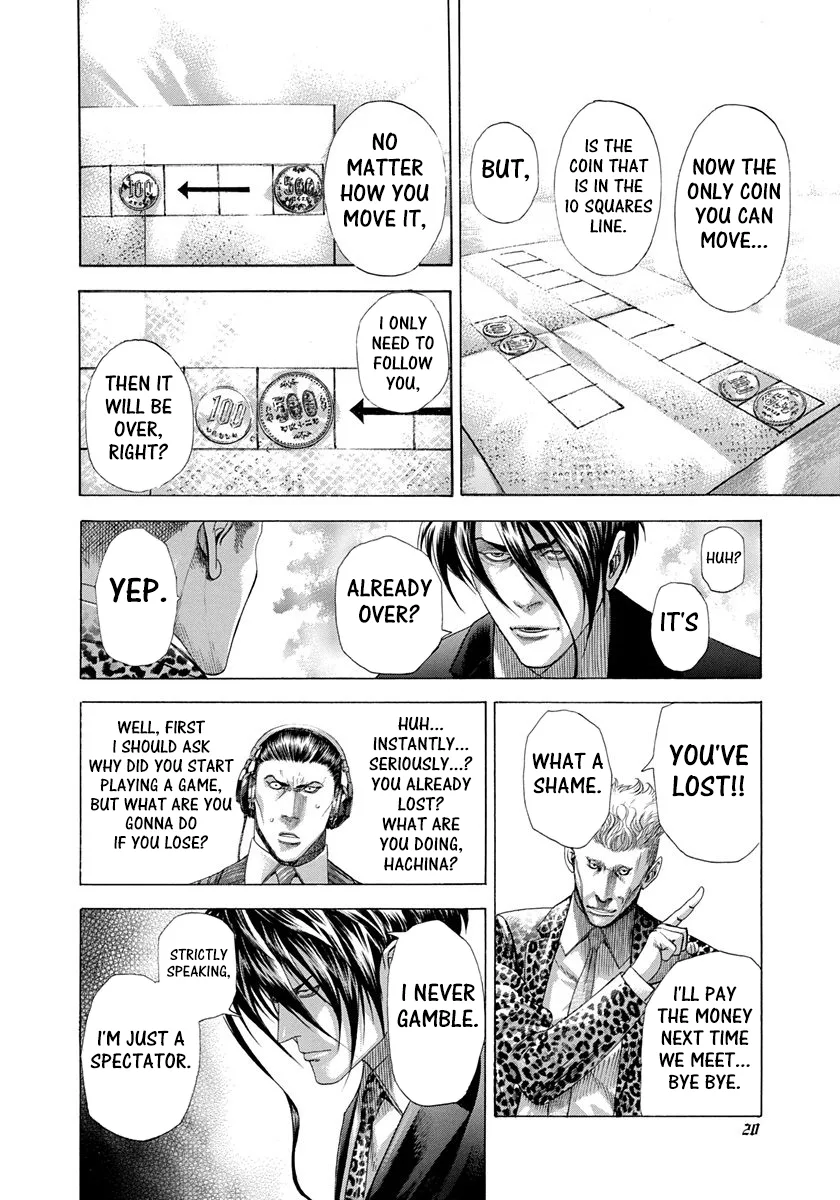 NOW THE
ONLY COIN
YOU CAN
MOVE...
IS THE
COIN THAT
IS IN THE
10 SQUARES
LINE.
BUT,
NO
MATTER
HOW YOU
MOVE IT,
100
500
I ONLY
NEED TO
FOLLOW
YOU,
THEN IT
WILL BE
OVER,
RIGHT?
100
500
HUH?
IT'S
ALREADY
OVER?
YEP.
YOU'VE
LOST!!
WHAT A
SHAME.
I'LL PAY
THE MONEY
NEXT TIME
WE MEET...
BYE BYE.
HUH...
INSTANTLY...
SERIOUSLY...?
YOU ALREADY
LOST?
WHAT ARE
YOU DOING,
HACHINA?
WELL, FIRST
I SHOULD ASK
WHY DID YOU START
PLAYING A GAME,
BUT WHAT ARE YOU
GONNA DO
IF YOU LOSE?
I NEVER
GAMBLE.
STRICTLY
SPEAKING,
I'M JUST A
SPECTATOR.
20